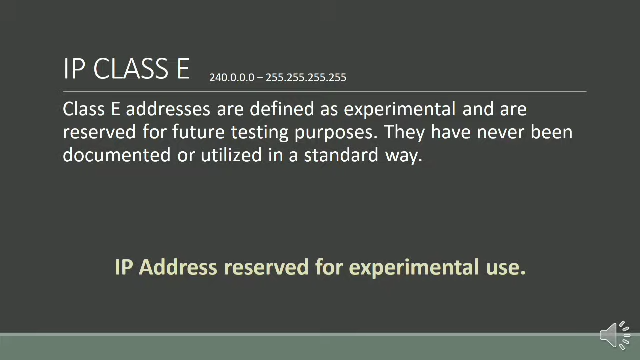 IP CLASS E 240.0.0.0 – 255.255.255.255
Class E addresses are defined as experimental and are
reserved for future testing purposes. They have never been
documented or utilized in a standard way.
IP Address reserved for experimental use.